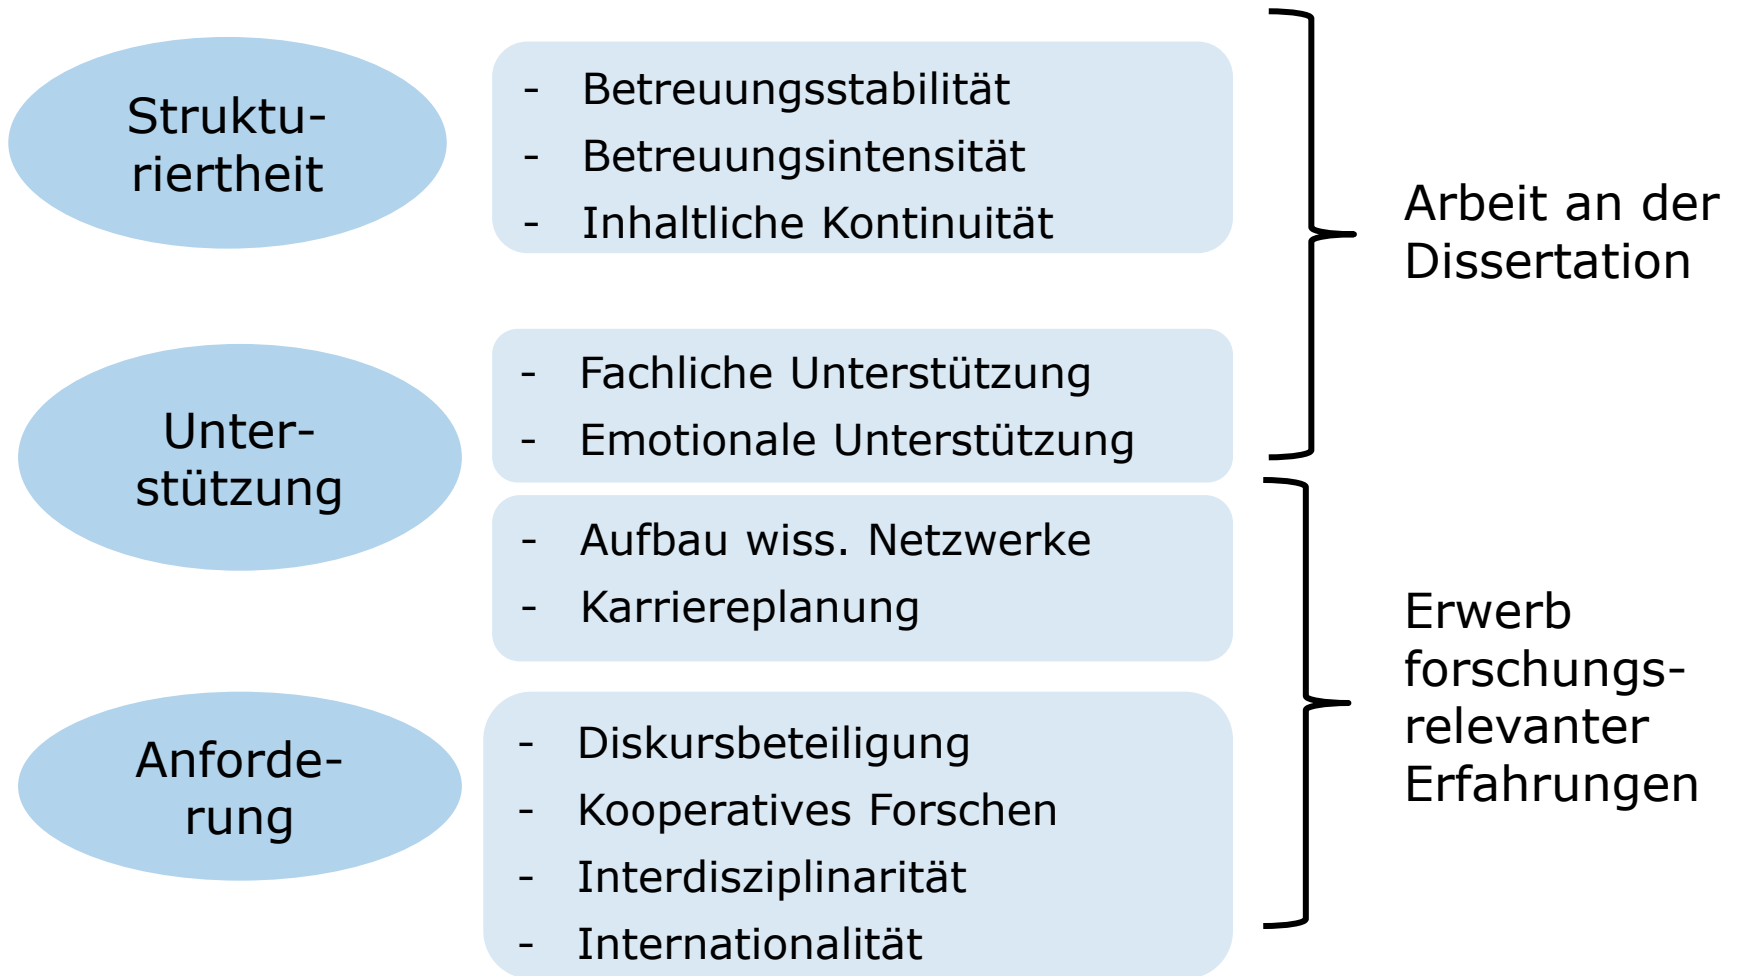 Struktu-
riertheit
- Betreuungsstabilität
- Betreuungsintensität
- Inhaltliche Kontinuität
Arbeit an der
Dissertation
Unter-
stützung
- Fachliche Unterstützung
- Emotionale Unterstützung
- Aufbau wiss. Netzwerke
- Karriereplanung
Erwerb
forschungs-
relevanter
Erfahrungen
Anforde-
rung
- Diskursbeteiligung
- Kooperatives Forschen
- Interdisziplinarität
- Internationalität